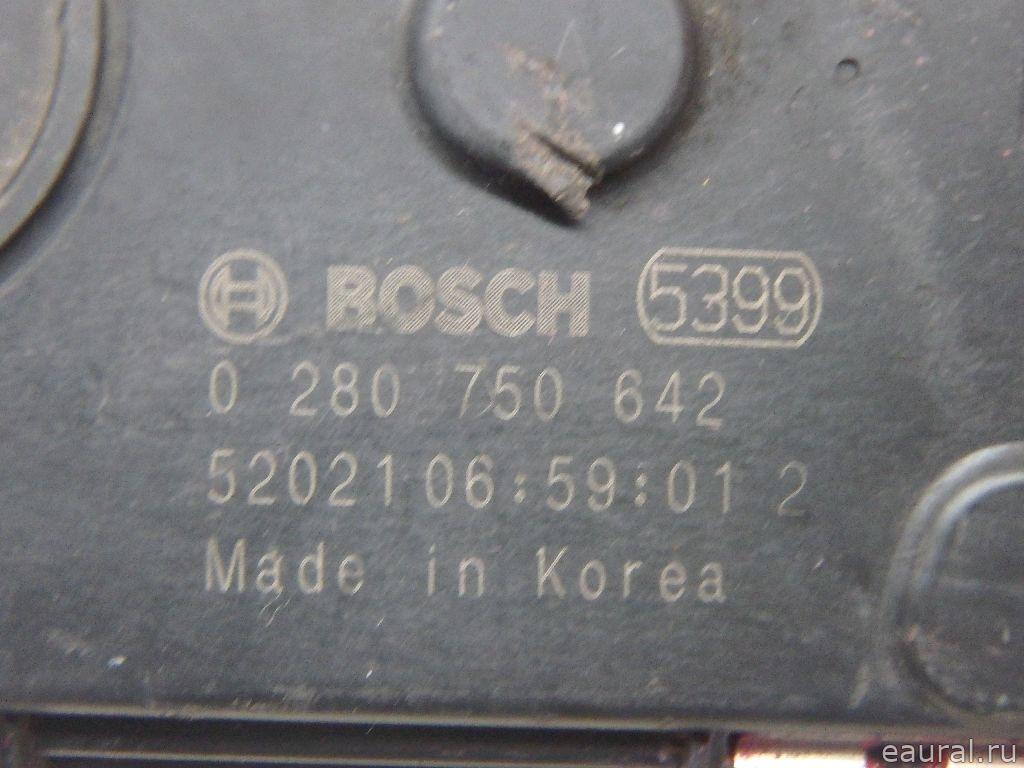 BOSCH 5399
0 280 750 642
52021 06:59:01 2
Made in Korea
eaural.ru